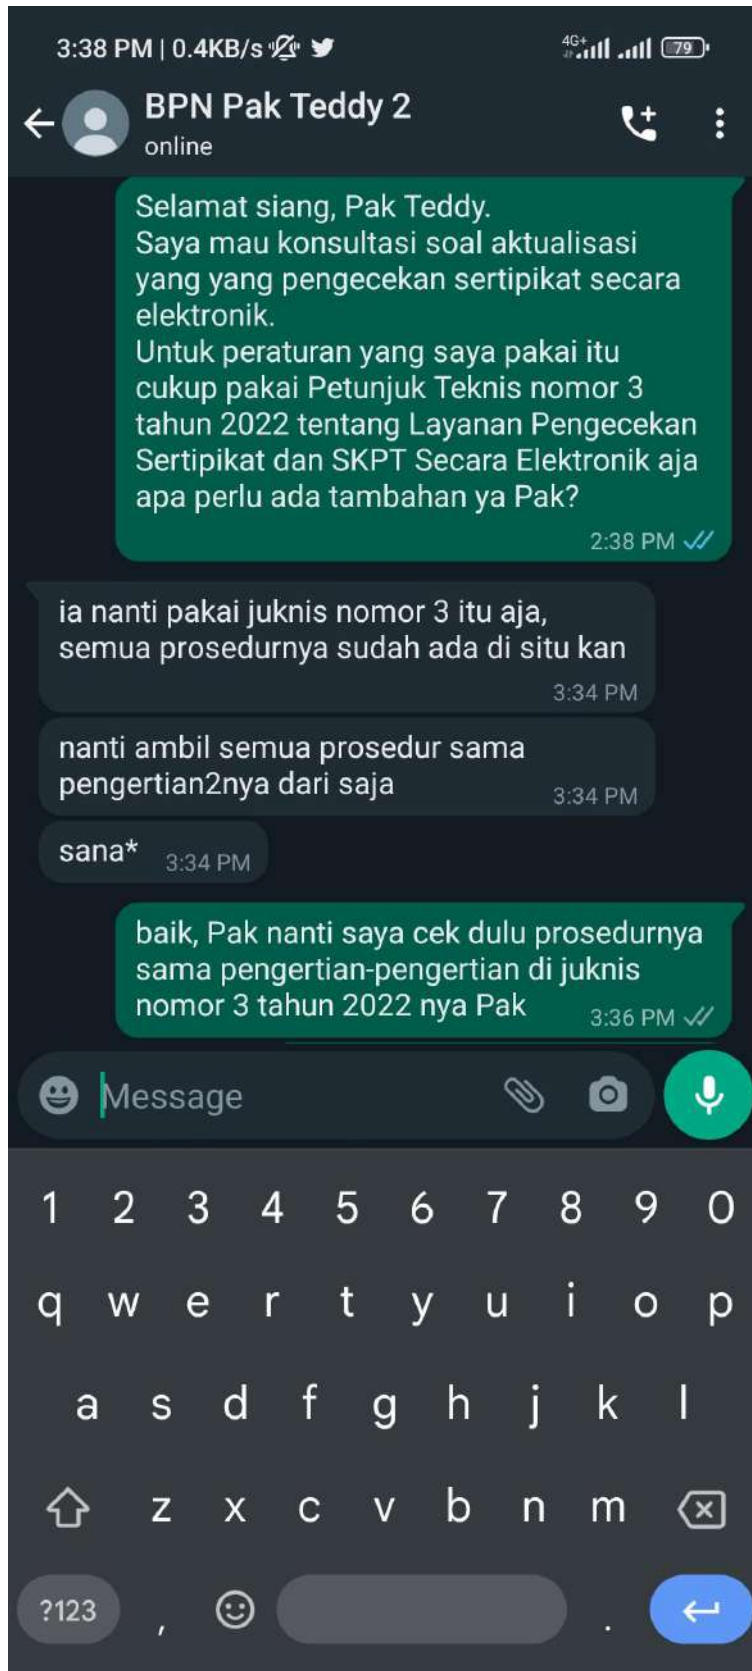 3:38 PM | 0.4KB/s
4G+
79
BPN Pak Teddy 2
online
Selamat siang, Pak Teddy.
Saya mau konsultasi soal aktualisasi
yang yang pengecekan sertipikat secara
elektronik.
Untuk peraturan yang saya pakai itu
cukup pakai Petunjuk Teknis nomor 3
tahun 2022 tentang Layanan Pengecekan
Sertipikat dan SKPT Secara Elektronik aja
apa perlu ada tambahan ya Pak?
2:38 PM
ia nanti pakai juknis nomor 3 itu aja,
semua prosedurnya sudah ada di situ kan
3:34 PM
nanti ambil semua prosedur sama
pengertian2nya dari saja
3:34 PM
sana* 3:34 PM
baik, Pak nanti saya cek dulu prosedurnya
sama pengertian-pengertian di juknis
nomor 3 tahun 2022 nya Pak
3:36 PM
Message
1 2 3 4 5 6 7 8 9 0
q w e r t y u i o p
a s d f g h j k l
z x c v b n m
?123 , .